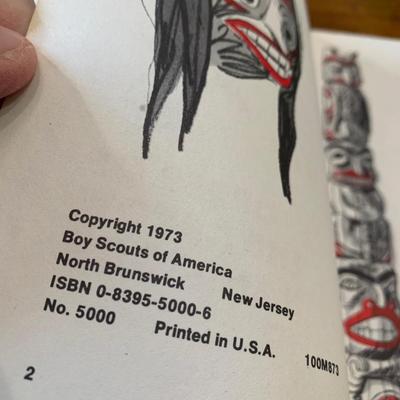 Copyright 1973
Boy Scouts of America
North Brunswick New Jersey
ISBN 0-8395-5000-6
No. 5000 Printed in U.S.A. 100M873
2